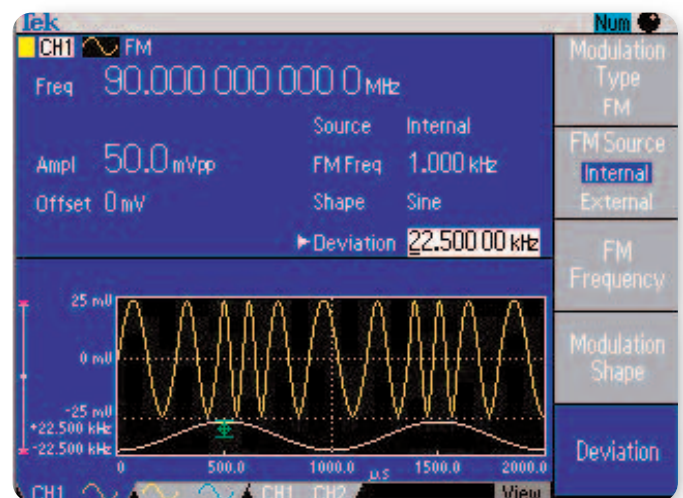 Tek
Num
CH1 FM
Freq 90.000 000 000 0 MHz
Source Internal
Ampl 50.0 mVpp
FM Freq 1.000 kHz
Offset 0 mV
Shape Sine
Deviation 22.500 00 kHz
25 mV
0 mV
-25 mV
+22.500 kHz
-22.500 kHz
0 500.0 1000.0 µs 1500.0 2000.0
CH1 CH1 CH2 View
Modulation
Type
FM
FM Source
Internal
External
FM
Frequency
Modulation
Shape
Deviation